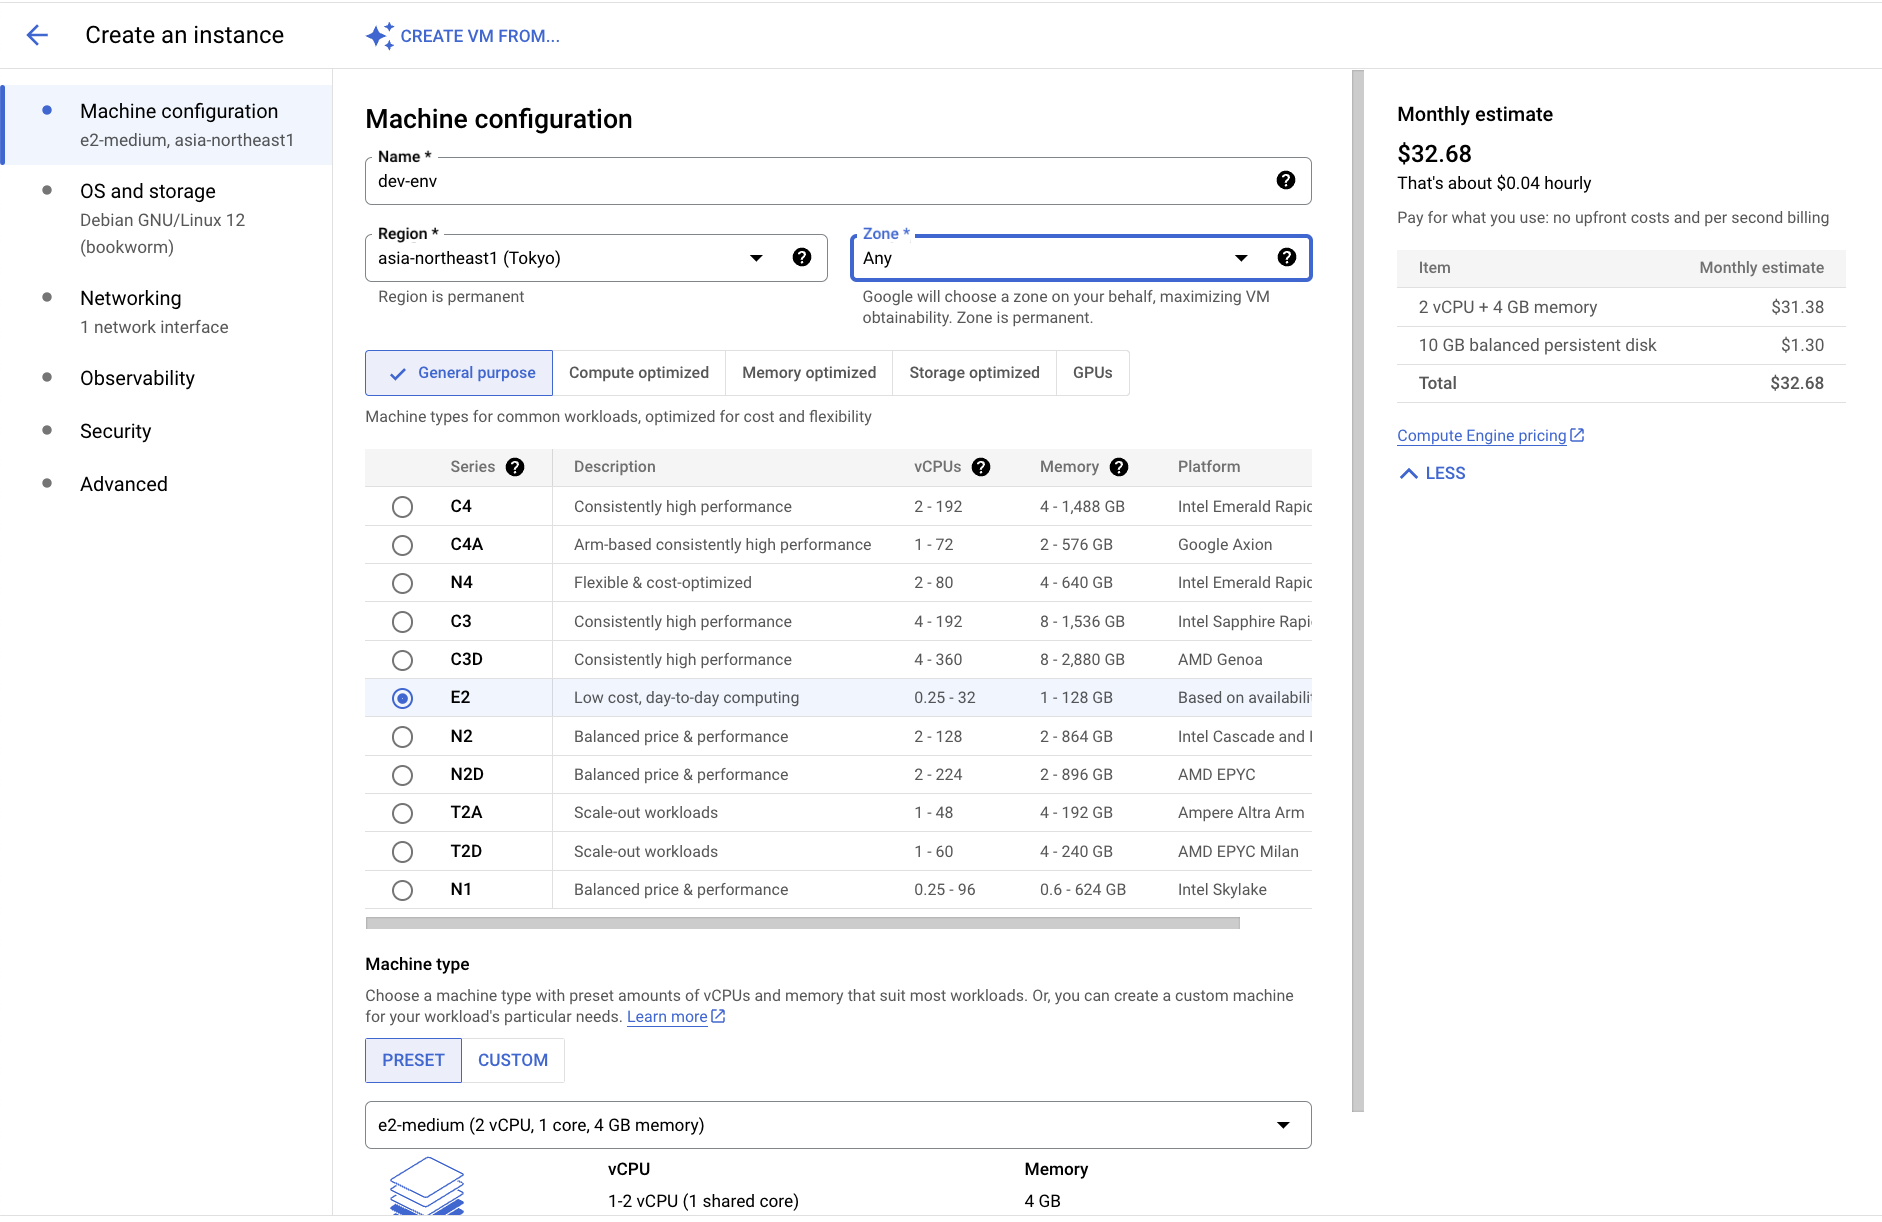 Create an instance
CREATE VM FROM...
Machine configuration
e2-medium, asia-northeast1
OS and storage
Debian GNU/Linux 12
(bookworm)
Networking
1 network interface
Observability
Security
Advanced
Machine configuration
Name *
dev-env
Region *
asia-northeast1 (Tokyo)
Region is permanent
Zone *
Any
Google will choose a zone on your behalf, maximizing VM
obtainability. Zone is permanent.
General purpose
Compute optimized
Memory optimized
Storage optimized
GPUs
Machine types for common workloads, optimized for cost and flexibility
Series Description vCPUs Memory Platform
C4 Consistently high performance 2 - 192 4 - 1,488 GB Intel Emerald Rapic
C4A Arm-based consistently high performance 1 - 72 2 - 576 GB Google Axion
N4 Flexible & cost-optimized 2 - 80 4 - 640 GB Intel Emerald Rapic
C3 Consistently high performance 4 - 192 8 - 1,536 GB Intel Sapphire Rapi
C3D Consistently high performance 4 - 360 8 - 2,880 GB AMD Genoa
E2 Low cost, day-to-day computing 0.25 - 32 1 - 128 GB Based on availabili
N2 Balanced price & performance 2 - 128 2 - 864 GB Intel Cascade and
N2D Balanced price & performance 2 - 224 2 - 896 GB AMD EPYC
T2A Scale-out workloads 1 - 48 4 - 192 GB Ampere Altra Arm
T2D Scale-out workloads 1 - 60 4 - 240 GB AMD EPYC Milan
N1 Balanced price & performance 0.25 - 96 0.6 - 624 GB Intel Skylake
Machine type
Choose a machine type with preset amounts of vCPUs and memory that suit most workloads. Or, you can create a custom machine
for your workload's particular needs. Learn more
PRESET
CUSTOM
e2-medium (2 vCPU, 1 core, 4 GB memory)
vCPU
1-2 vCPU (1 shared core)
Memory
4 GB
Monthly estimate
$32.68
That's about $0.04 hourly
Pay for what you use: no upfront costs and per second billing
Item Monthly estimate
2 vCPU + 4 GB memory $31.38
10 GB balanced persistent disk $1.30
Total $32.68
Compute Engine pricing
LESS